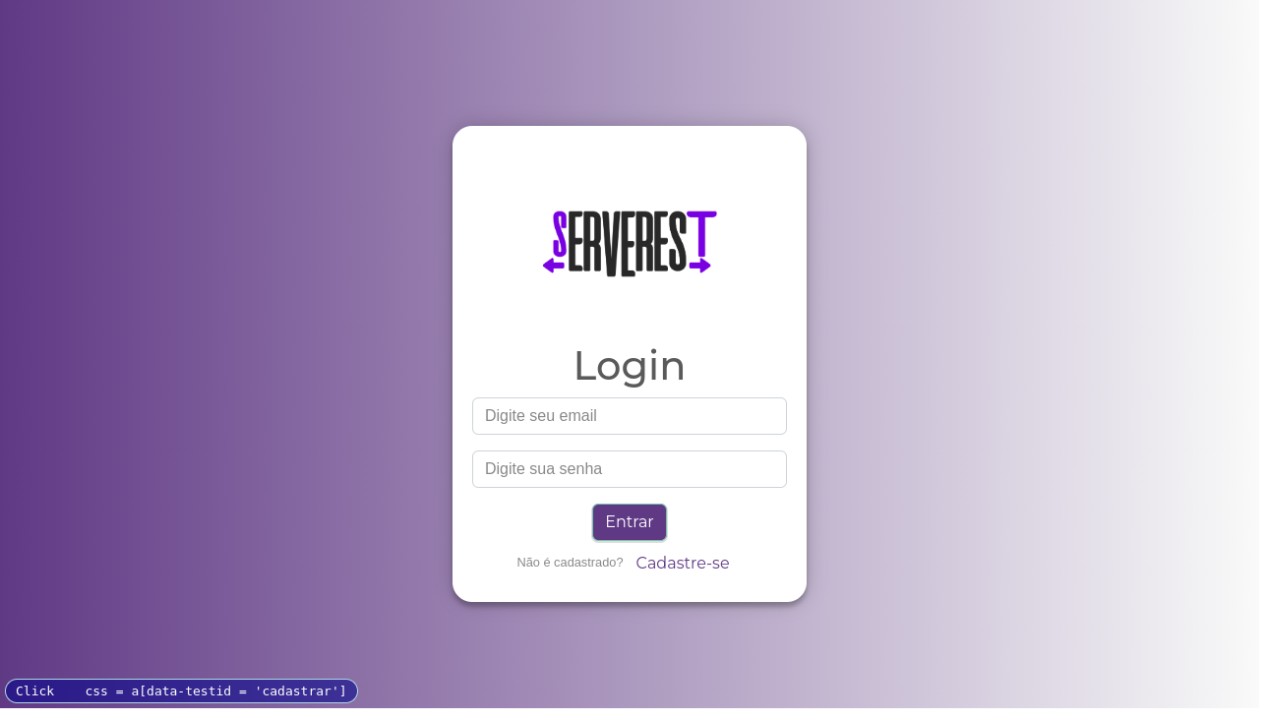 SERVEREST
Login
Digite seu email
Digite sua senha
Entrar
Não é cadastrado? Cadastre-se
Click    css = a[data-testid = 'cadastrar']